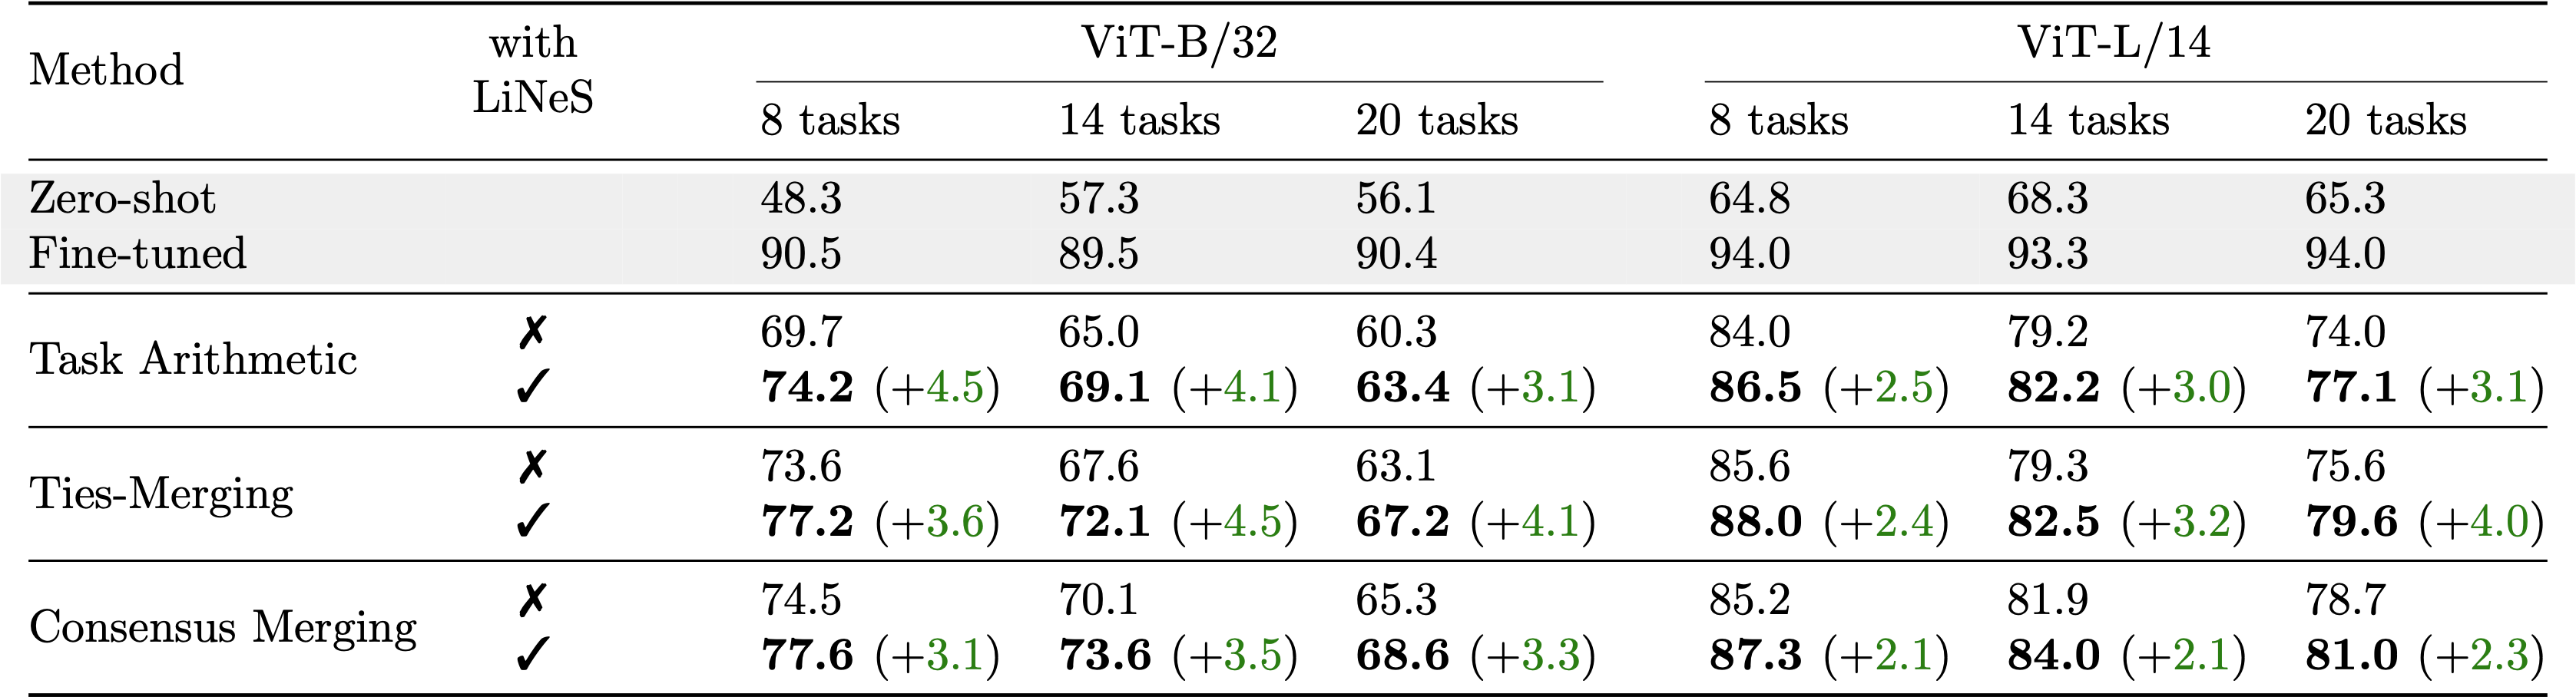 Method with LiNeS ViT-B/32 ViT-L/14
8 tasks 14 tasks 20 tasks 8 tasks 14 tasks 20 tasks
Zero-shot 48.3 57.3 56.1 64.8 68.3 65.3
Fine-tuned 90.5 89.5 90.4 94.0 93.3 94.0
Task Arithmetic ✗ 69.7 65.0 60.3 84.0 79.2 74.0
✓ 74.2 (+4.5) 69.1 (+4.1) 63.4 (+3.1) 86.5 (+2.5) 82.2 (+3.0) 77.1 (+3.1)
Ties-Merging ✗ 73.6 67.6 63.1 85.6 79.3 75.6
✓ 77.2 (+3.6) 72.1 (+4.5) 67.2 (+4.1) 88.0 (+2.4) 82.5 (+3.2) 79.6 (+4.0)
Consensus Merging ✗ 74.5 70.1 65.3 85.2 81.9 78.7
✓ 77.6 (+3.1) 73.6 (+3.5) 68.6 (+3.3) 87.3 (+2.1) 84.0 (+2.1) 81.0 (+2.3)